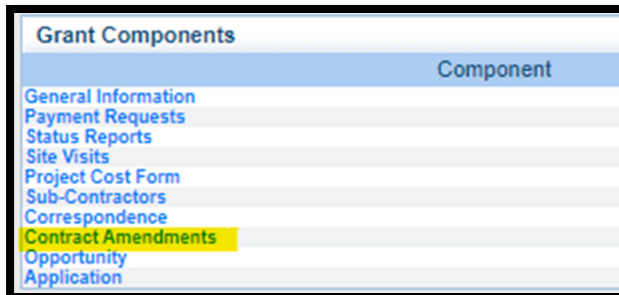 Grant Components
Component
General Information
Payment Requests
Status Reports
Site Visits
Project Cost Form
Sub-Contractors
Correspondence
Contract Amendments
Opportunity
Application